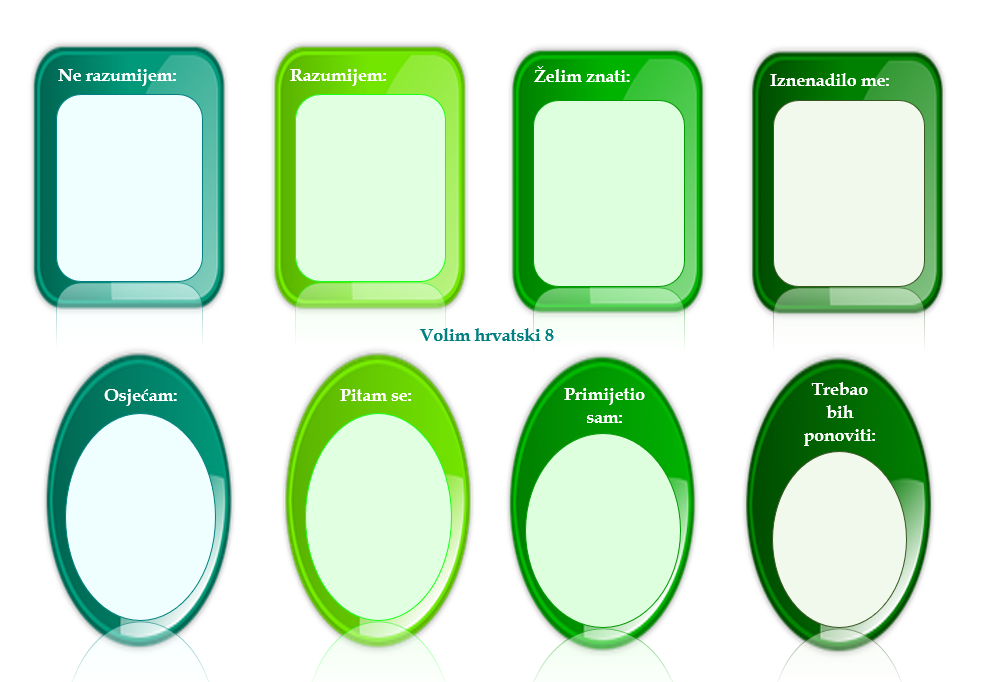 Ne razumijem:
Razumijem:
Želim znati:
Iznenadilo me:
Volim hrvatski 8
Osjećam:
Pitam se:
Primijetio
sam:
Trebao
bih
ponoviti: